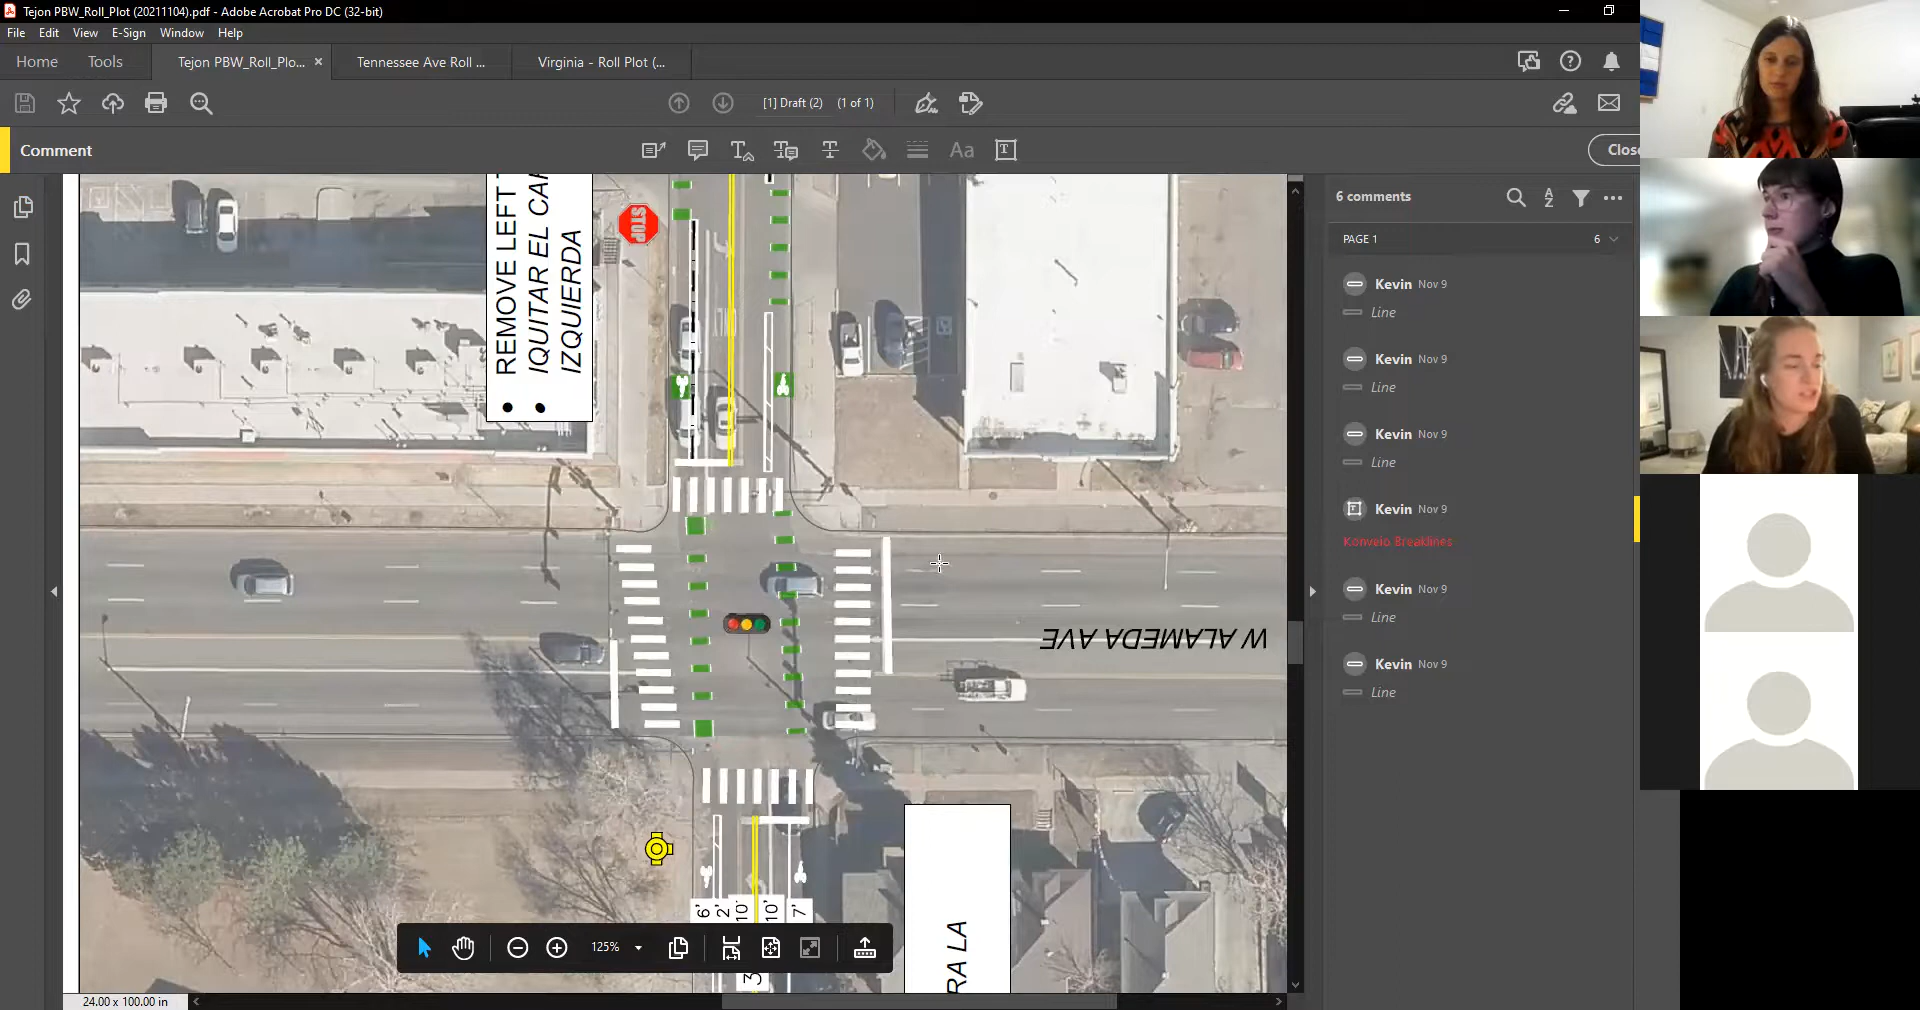 Tejon PBW_Roll_Plot (20211104).pdf - Adobe Acrobat Pro DC (32-bit)
File Edit View E-Sign Window Help
Home Tools Tejon PBW_Roll_Plo... × Tennessee Ave Roll ... Virginia - Roll Plot (...
[1] Draft (2) (1 of 1)
Comment
Aa
Clos
REMOVE LEFT
IQUITAR EL CAR
IZQUIERDA
STOP
W ALAMEDA AVE
6'
2
10'
10'
7'
3
RA LA
125%
24.00 x 100.00 in
6 comments
PAGE 1 6
Kevin Nov 9
Line
Kevin Nov 9
Line
Kevin Nov 9
Line
Kevin Nov 9
Konveio Breaklines
Kevin Nov 9
Line
Kevin Nov 9
Line